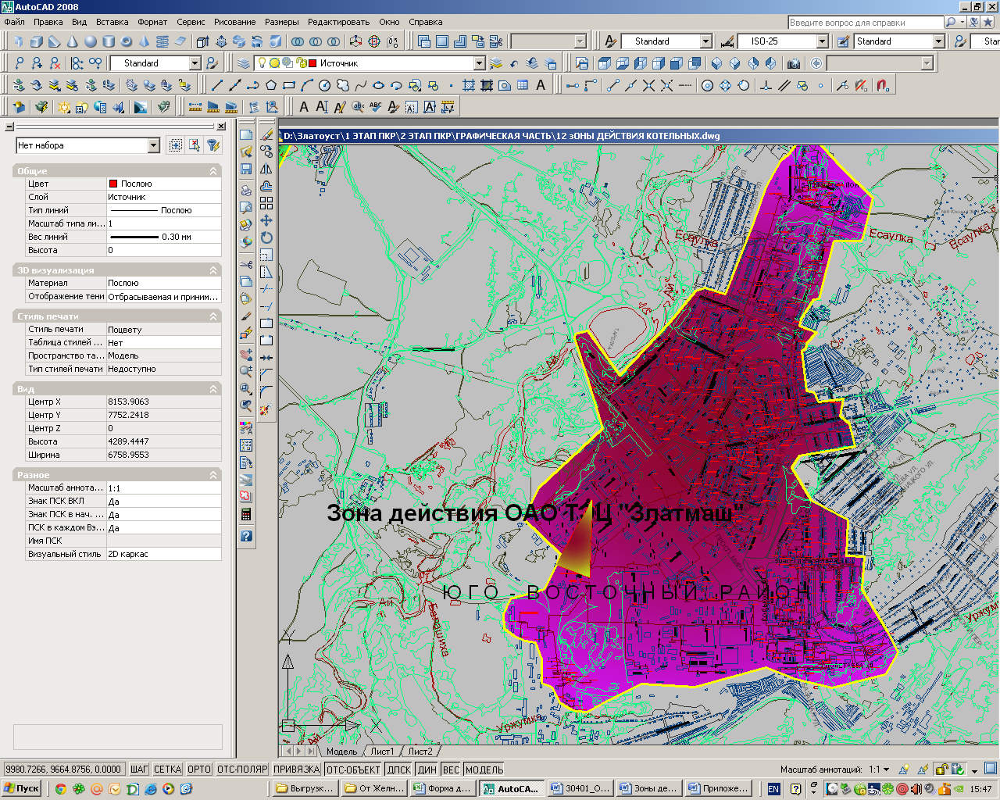 AutoCAD 2008
Файл Правка Вид Вставка Формат Сервис Рисование Размеры Редактировать Окно Справка
Введите вопрос для справки
Standard ISO-25 Standard Star
Standard Источник
D:\Златоуст\1 ЭТАП ПКР\2 ЭТАП ПКР\ГРАФИЧЕСКАЯ ЧАСТЬ\12 зОНЫ ДЕЙСТВИЯ КОТЕЛЬНЫХ.dwg
Нет набора
Общие
Цвет Послою
Слой Источник
Тип линий Послою
Масштаб типа ли... 1
Вес линий 0.30 мм
Высота 0
3D визуализация
Материал Послою
Отображение тени Отбрасываемая и приним...
Стиль печати
Стиль печати Поцвету
Таблица стилей ... Нет
Пространство та... Модель
Тип стилей печати Недоступно
Вид
Центр X 8153.9063
Центр Y 7752.2418
Центр Z 0
Высота 4289.4447
Ширина 6758.9553
Разное
Масштаб аннота... 1:1
Знак ПСК ВКЛ Да
Знак ПСК в нач. ... Да
ПСК в каждом Вэ... Да
Имя ПСК
Визуальный стиль 2D каркас
Есаулка
Есаулка
Есаулка
Ай
Ай
Зона действия ОАО ТЭЦ "Златмаш"
ЮГО-ВОСТОЧНЫЙ РАЙОН
Ай
Балашиха
Уржум
Уржумка
Ай
Y
X
Модель Лист1 Лист2
9980.7266, 9664.8756, 0.0000 ШАГ СЕТКА ОРТО ОТС-ПОЛЯР ПРИВЯЗКА ОТС-ОБЪЕКТ ДПСК ДИН ВЕС МОДЕЛЬ
Масштаб аннотаций: 1:1
Пуск Выгрузк... От Желн... Форма д... AutoCA... 30401_О... Зоны де... Приложе... EN 15:47